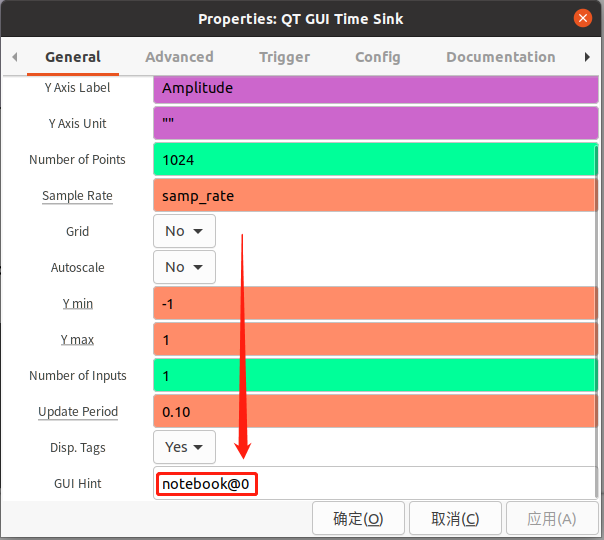 Properties: QT GUI Time Sink
General Advanced Trigger Config Documentation
Y Axis Label Amplitude
Y Axis Unit ""
Number of Points 1024
Sample Rate samp_rate
Grid No
Autoscale No
Y min -1
Y max 1
Number of Inputs 1
Update Period 0.10
Disp. Tags Yes
GUI Hint notebook@0
确定(O) 取消(C) 应用(A)